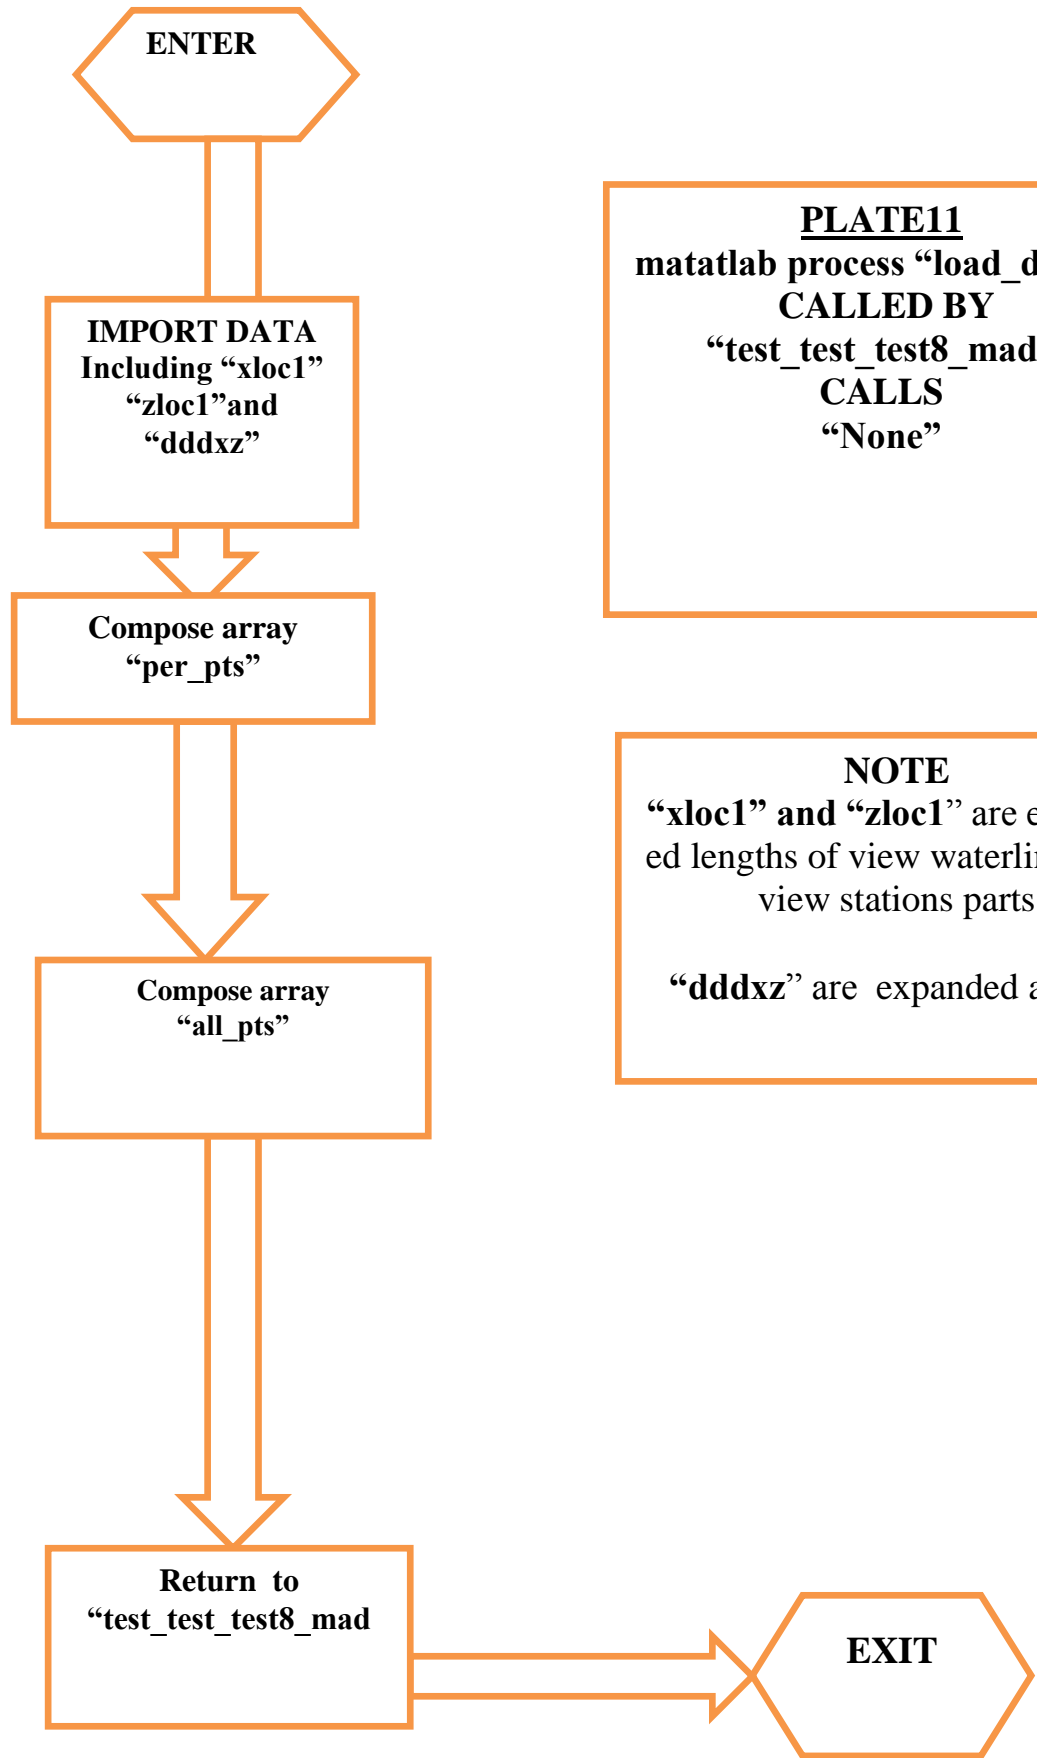 ENTER
IMPORT DATA
Including “xloc1”
“zloc1”and
“dddxz”
Compose array
“per_pts”
Compose array
“all_pts”
Return to
“test_test_test8_mad
EXIT
PLATE11
matatlab process “load_d
CALLED BY
“test_test_test8_mad
CALLS
“None”
NOTE
“xloc1” and “zloc1” are
ed lengths of view
view stations parts
“dddxz” are expanded